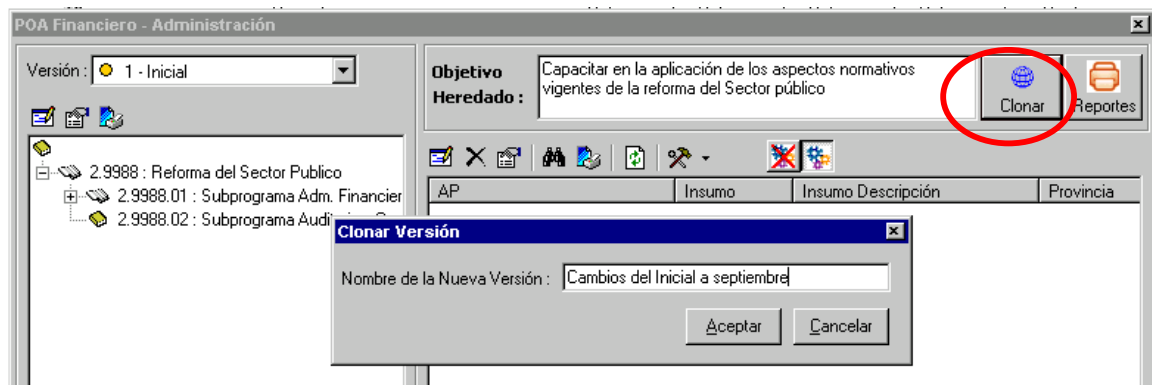 POA Financiero - Administración
Versión : 1 - Inicial
2.9988 : Reforma del Sector Publico
2.9988.01 : Subprograma Adm. Financier
2.9988.02 : Subprograma
Objetivo
Heredado :
Capacitar en la aplicación de los aspectos normativos
vigentes de la reforma del Sector público
Clonar
Reportes
AP Insumo Insumo Descripción Provincia
Clonar Versión
Nombre de la Nueva Versión : Cambios del Inicial a septiembre
Aceptar Cancelar